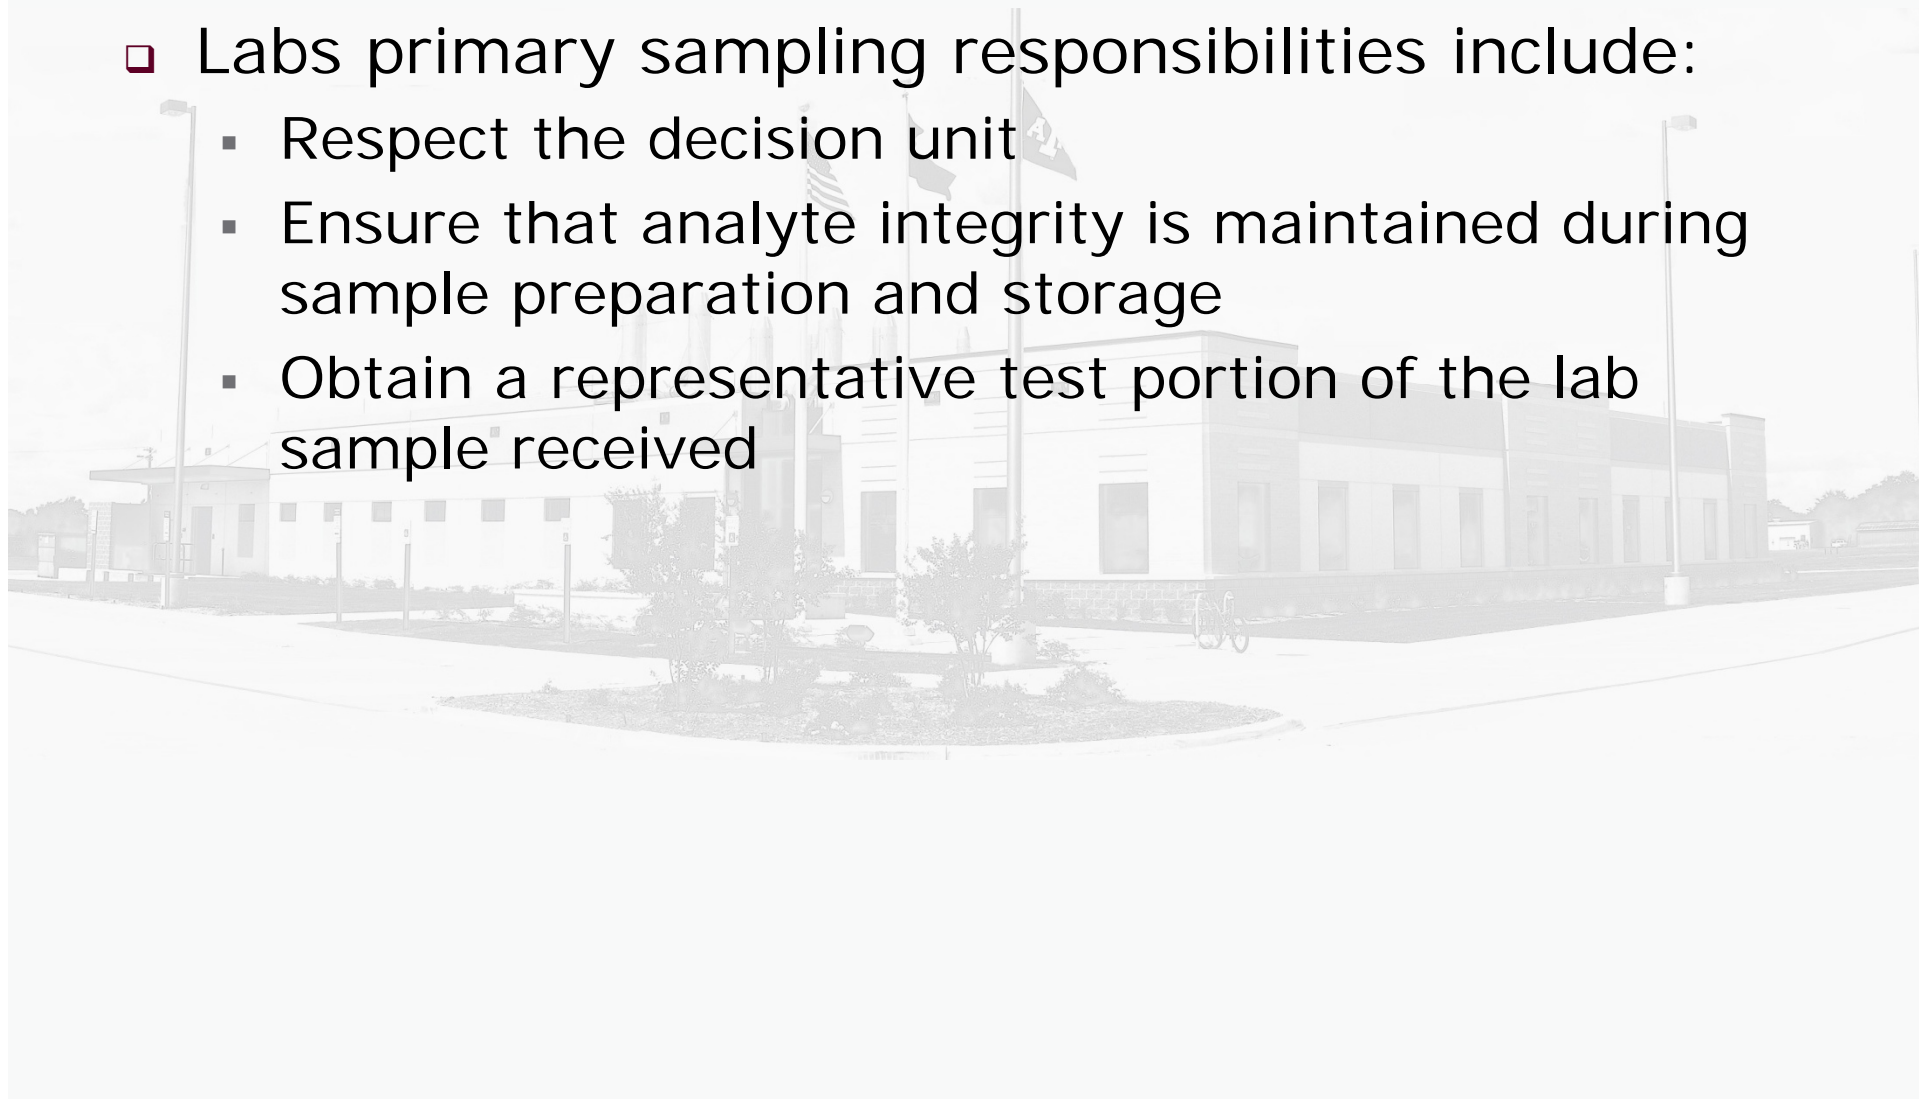 Labs primary sampling responsibilities include:
Respect the decision unit
Ensure that analyte integrity is maintained during
sample preparation and storage
Obtain a representative test portion of the lab
sample received